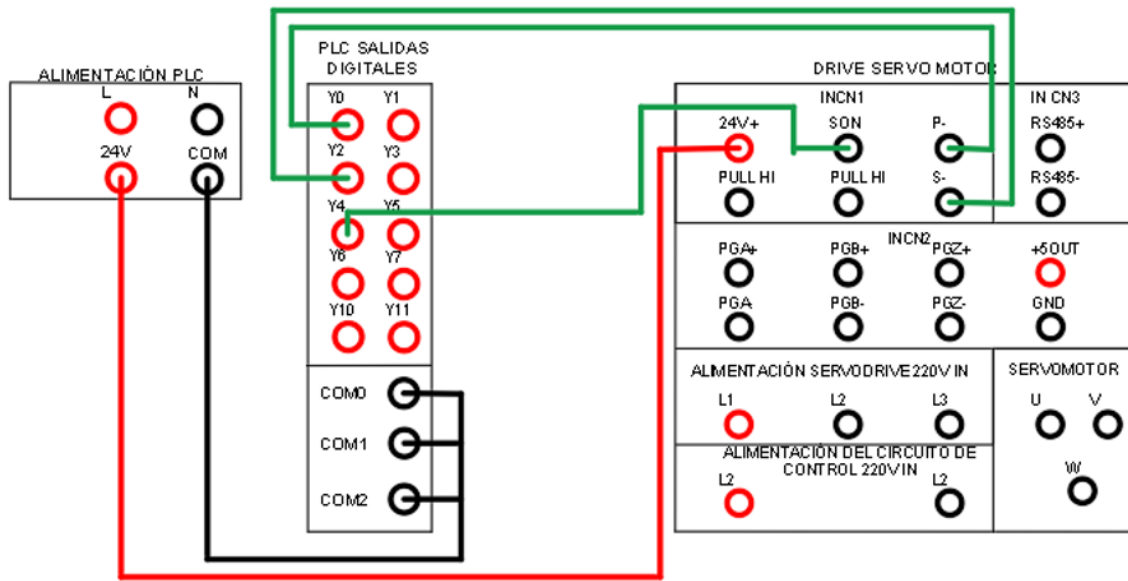 ALIMENTACIÓN PLC
L N
24V COM
PLC SALIDAS
DIGITALES
Y0 Y1
Y2 Y3
Y4 Y5
Y6 Y7
Y10 Y11
COM0
COM1
COM2
DRIVE SERVO MOTOR
INCN1 IN CN3
24V+ SON P- RS485+
PULL HI PULL HI S- RS485-
INCN2
PGA+ PGB+ PGZ+ +5OUT
PGA PGB- PGZ- GND
ALIMENTACIÓN SERVODRIVE 220V IN
L1 L2 L3
ALIMENTACIÓN DEL CIRCUITO DE
CONTROL 220V IN
L2 L2
SERVOMOTOR
U V
W